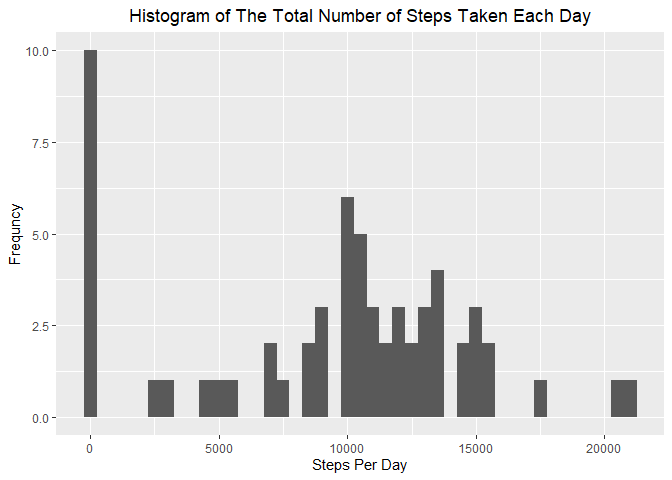 Histogram of The Total Number of Steps Taken Each Day
10.0
7.5
5.0
2.5
0.0
Frequncy
0 5000 10000 15000 20000
Steps Per Day